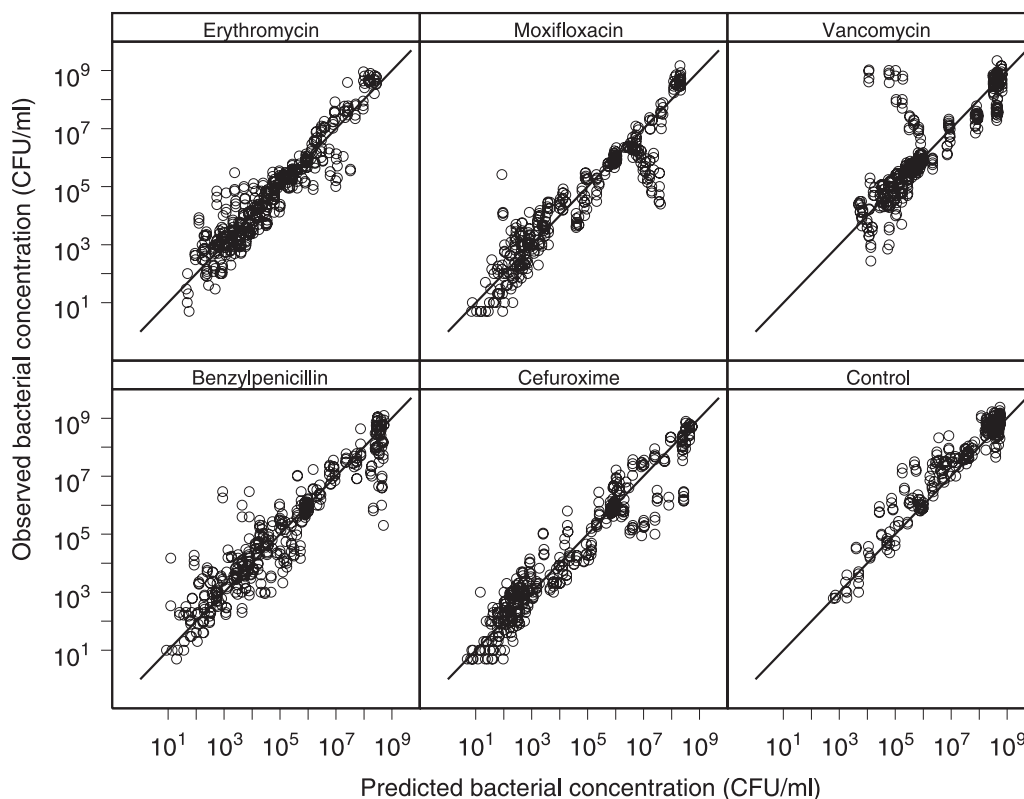 Erythromycin Moxifloxacin Vancomycin
10⁹
10⁷
10⁵
10³
10¹
Benzylpenicillin Cefuroxime Control
10⁹
10⁷
10⁵
10³
10¹
Observed bacterial concentration (CFU/ml)
10¹ 10³ 10⁵ 10⁷ 10⁹ 10¹ 10³ 10⁵ 10⁷ 10⁹ 10¹ 10³ 10⁵ 10⁷ 10⁹
Predicted bacterial concentration (CFU/ml)